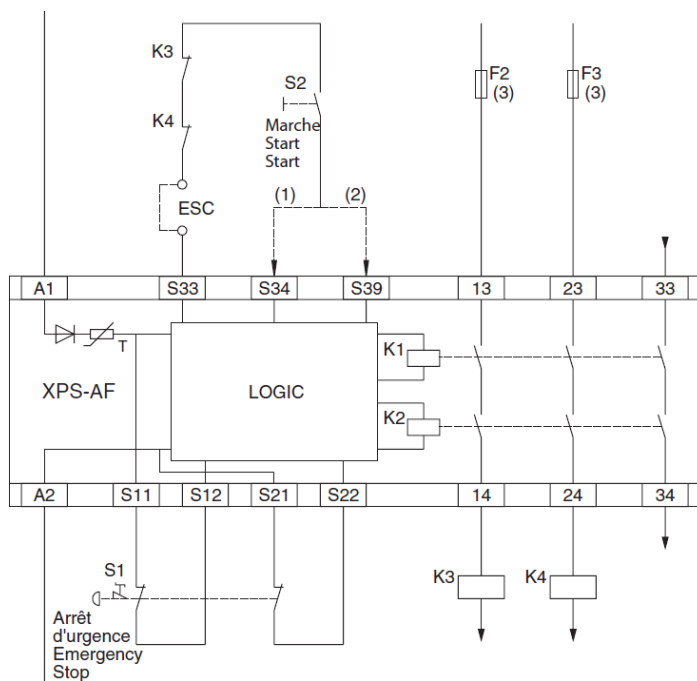 K3
K4
ESC
S2
Marche
Start
Start
(1)
(2)
F2
(3)
F3
(3)
A1
S33
S34
S39
13
23
33
T
XPS-AF
LOGIC
K1
K2
A2
S11
S12
S21
S22
14
24
34
S1
Arrêt
d'urgence
Emergency
Stop
K3
K4